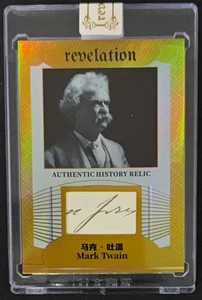 revelation
AUTHENTIC HISTORY RELIC
马克·吐温
Mark Twain